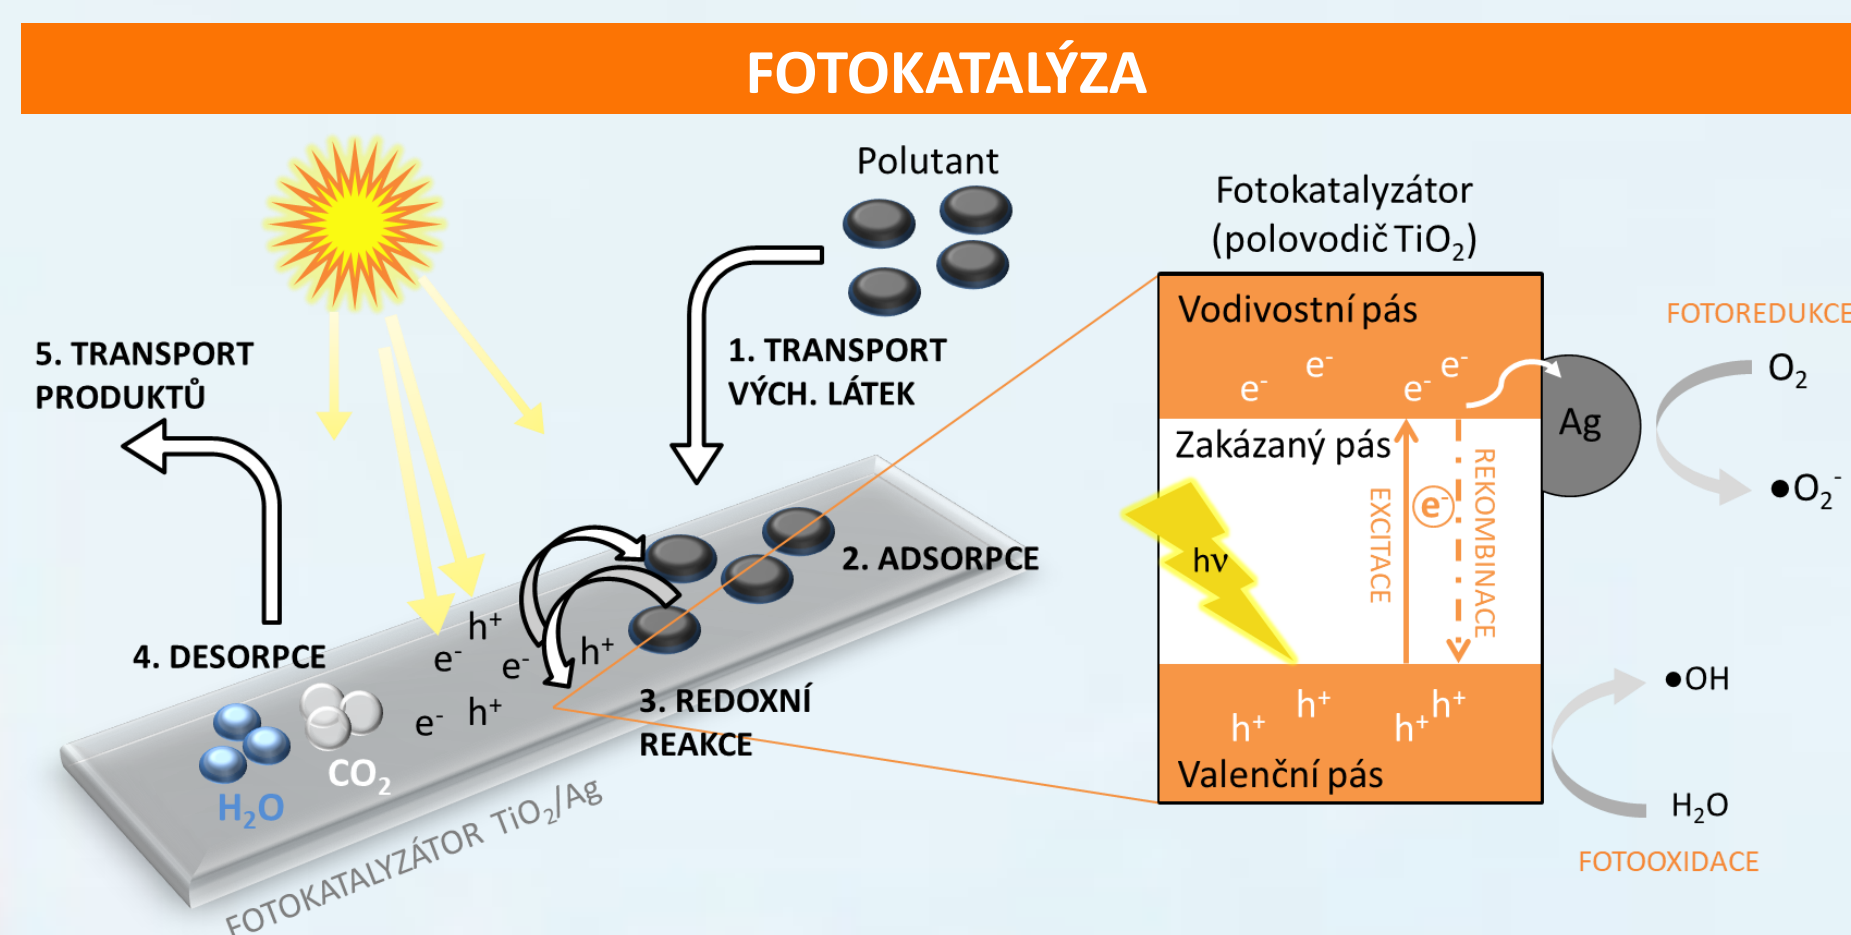 FOTOKATALÝZA
Polutant
1. TRANSPORT
VÝCH. LÁTEK
5. TRANSPORT
PRODUKTŮ
2. ADSORPCE
h⁺
e⁻
e⁻
h⁺
e⁻
h⁺
4. DESORPCE
3. REDOXNÍ
REAKCE
CO₂
H₂O
FOTOKATALYZÁTOR TiO₂/Ag
Fotokatalyzátor
(polovodič TiO₂)
Vodivostní pás
e⁻
e⁻
e⁻
e⁻
Zakázaný pás
hν
EXCITACE
e⁻
REKOMBINACE
h⁺
h⁺
h⁺
h⁺
Valenční pás
Ag
FOTOREDUKCE
O₂
●O₂⁻
●OH
H₂O
FOTOOXIDACE